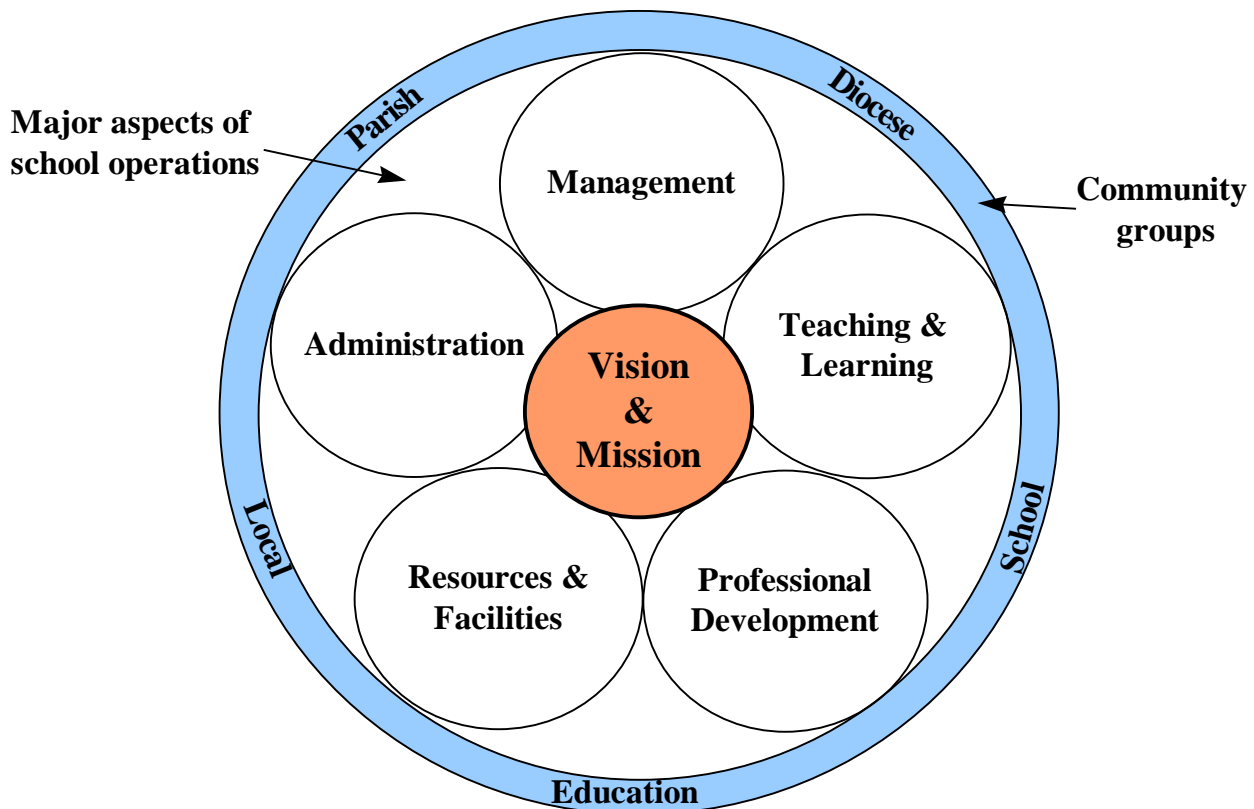 Parish
Diocese
Major aspects of
school operations
Management
Community
groups
Administration
Teaching &
Learning
Vision
&
Mission
Local
School
Resources &
Facilities
Professional
Development
Education